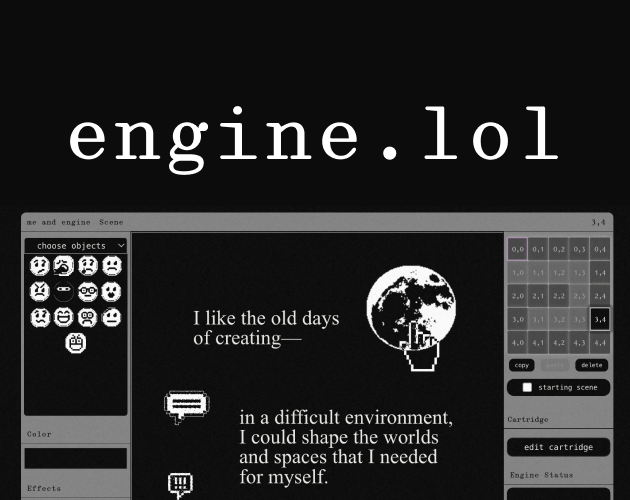 engine.lol
me and engine Scene 3,4
choose objects
0,0 0,1 0,2 0,3 0,4
1,0 1,1 1,2 1,3 1,4
2,0 2,1 2,2 2,3 2,4
3,0 3,1 3,2 3,3 3,4
4,0 4,1 4,2 4,3 4,4
I like the old days
of creating—
copy delete
starting scene
in a difficult environment,
I could shape the worlds
and spaces that I needed
for myself.
Cartridge
edit cartridge
Color
Engine Status
Effects